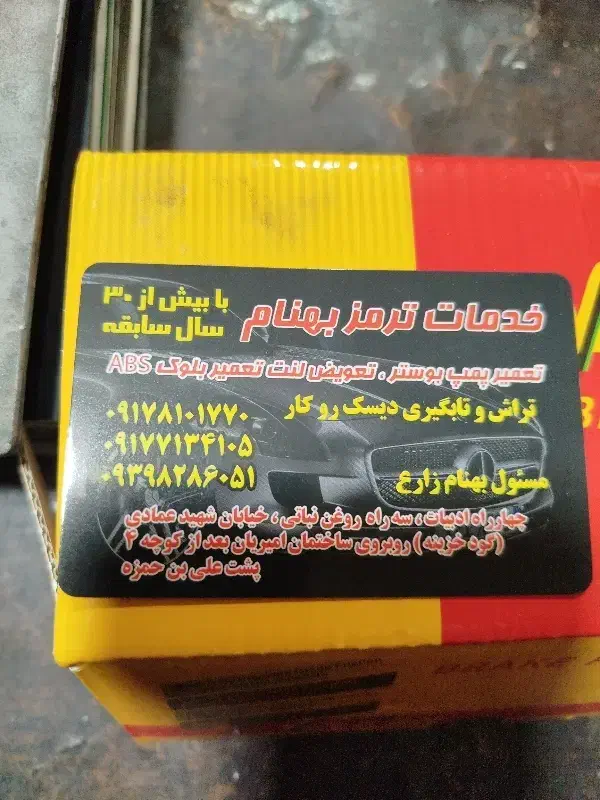 خدمات ترمز بهنام
با بیش از ۳۰
سال سابقه
تعمیر پمپ بوستر ، تعویض لنت تعمیر بلوک ABS
تراش و تابگیری دیسک رو کار
۰۹۱۷۸۱۰۱۷۷۰
۰۹۱۷۷۱۳۴۱۰۵
مسئول بهنام زارع
۰۹۳۹۸۲۸۶۰۵۱
چهارراه ادبیات ، سه راه روغن نباتی ، خیابان شهید عمادی
(گود خزینه ) روبروی ساختمان امیریان بعد از کوچه ۴
پشت علی بن حمزه
BRAKE